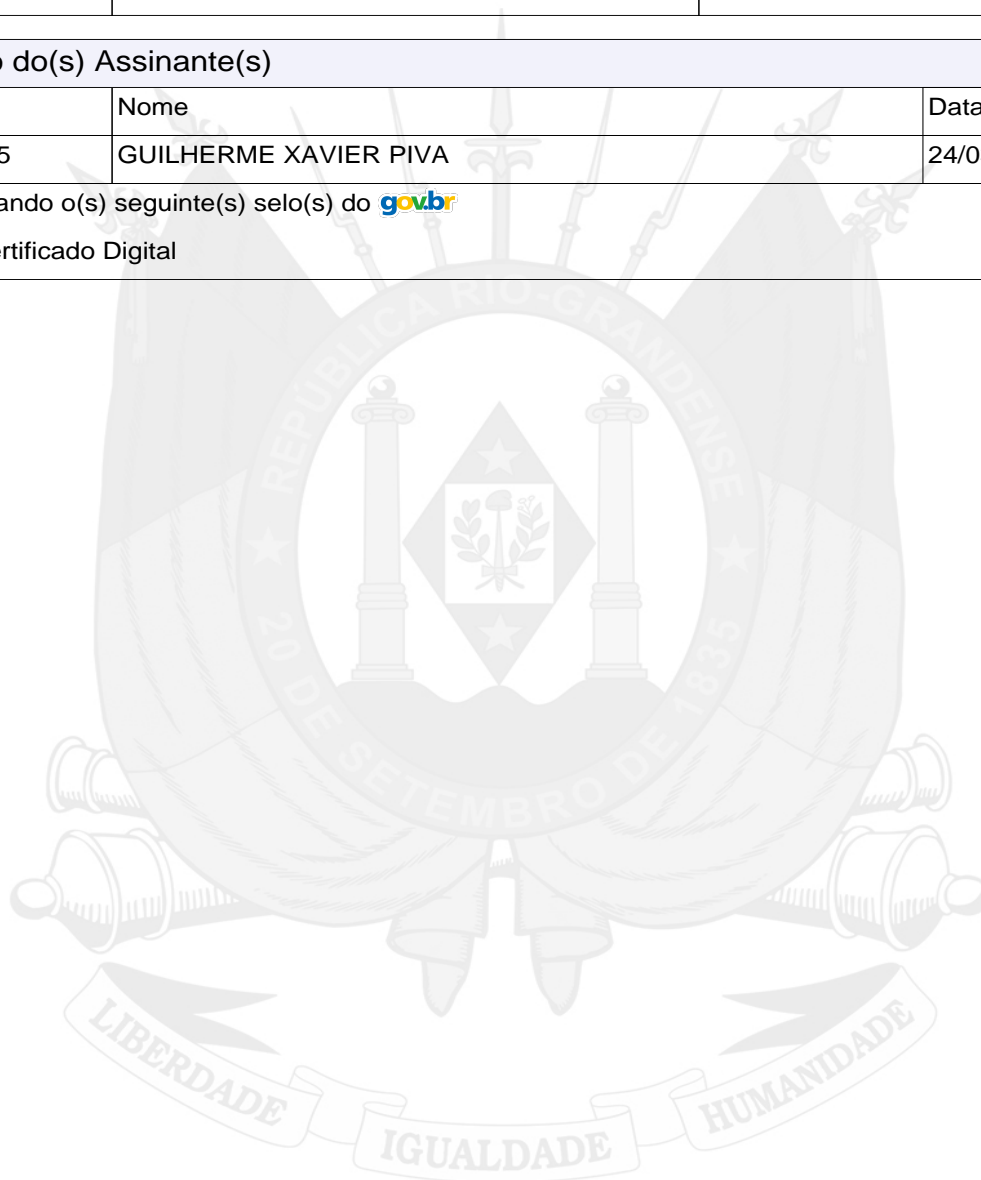 o do(s) Assinante(s)
Nome Data
5 GUILHERME XAVIER PIVA 24/0
ando o(s) seguinte(s) selo(s) do gov.br
ertificado Digital
REPÚBLICA RIO-GRANDENSE
20 DE SETEMBRO DE 1835
LIBERDADE IGUALDADE HUMANIDADE